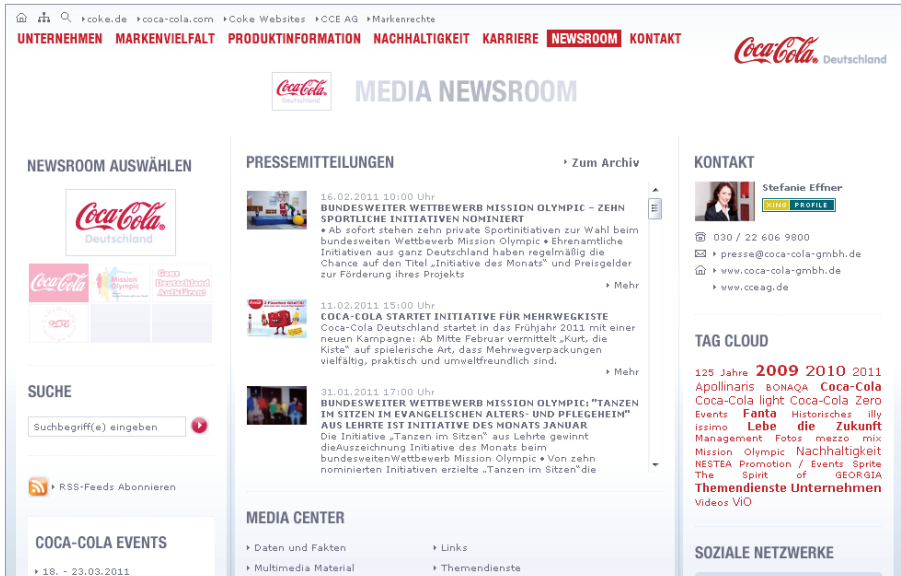 coke.de coca-cola.com Coke Websites CCE AG Markenrechte
UNTERNEHMEN MARKENVIELFALT PRODUKTINFORMATION NACHHALTIGKEIT KARRIERE NEWSROOM KONTAKT
Coca-Cola Deutschland
Coca-Cola
Deutschland
MEDIA NEWSROOM
NEWSROOM AUSWÄHLEN
Coca-Cola
Deutschland
Coca-Cola
Mission
Olympic
Ganz
Deutschland
Aufklären!
SUCHE
Suchbegriff(e) eingeben
RSS-Feeds Abonnieren
COCA-COLA EVENTS
18. - 23.03.2011
PRESSEMITTEILUNGEN
Zum Archiv
16.02.2011 10:00 Uhr
BUNDESWEITER WETTBEWERB MISSION OLYMPIC – ZEHN
SPORTLICHE INITIATIVEN NOMINIERT
• Ab sofort stehen zehn private Sportinitiativen zur Wahl beim
bundesweiten Wettbewerb Mission Olympic • Ehrenamtliche
Initiativen aus ganz Deutschland haben regelmäßig die
Chance auf den Titel „Initiative des Monats“ und Preisgelder
zur Förderung ihres Projekts
Mehr
11.02.2011 15:00 Uhr
COCA-COLA STARTET INITIATIVE FÜR MEHRWEGKISTE
Coca-Cola Deutschland startet in das Frühjahr 2011 mit einer
neuen Kampagne: Ab Mitte Februar vermittelt „Kurt, die
Kiste“ auf spielerische Art, dass Mehrwegverpackungen
vielfältig, praktisch und umweltfreundlich sind.
Mehr
31.01.2011 17:00 Uhr
BUNDESWEITER WETTBEWERB MISSION OLYMPIC: "TANZEN
IM SITZEN IM EVANGELISCHEN ALTERS- UND PFLEGEHEIM"
AUS LEHRTE IST INITIATIVE DES MONATS JANUAR
Die Initiative „Tanzen im Sitzen“ aus Lehrte gewinnt
dieAuszeichnung Initiative des Monats beim
bundesweitenWettbewerb Mission Olympic • Von zehn
nominierten Initiativen erzielte „Tanzen im Sitzen“die
MEDIA CENTER
Daten und Fakten
Links
Multimedia Material
Themendienste
KONTAKT
Stefanie Effner
XING PROFILE
030 / 22 606 9800
presse@coca-cola-gmbh.de
www.coca-cola-gmbh.de
www.cceag.de
TAG CLOUD
125 Jahre 2009 2010 2011
Apollinaris BONAQA Coca-Cola
Coca-Cola light Coca-Cola Zero
Events Fanta Historisches illy
issimo Lebe die Zukunft
Management Fotos mezzo mix
Mission Olympic Nachhaltigkeit
NESTEA Promotion / Events Sprite
The Spirit of GEORGIA
Themendienste Unternehmen
Videos ViO
SOZIALE NETZWERKE